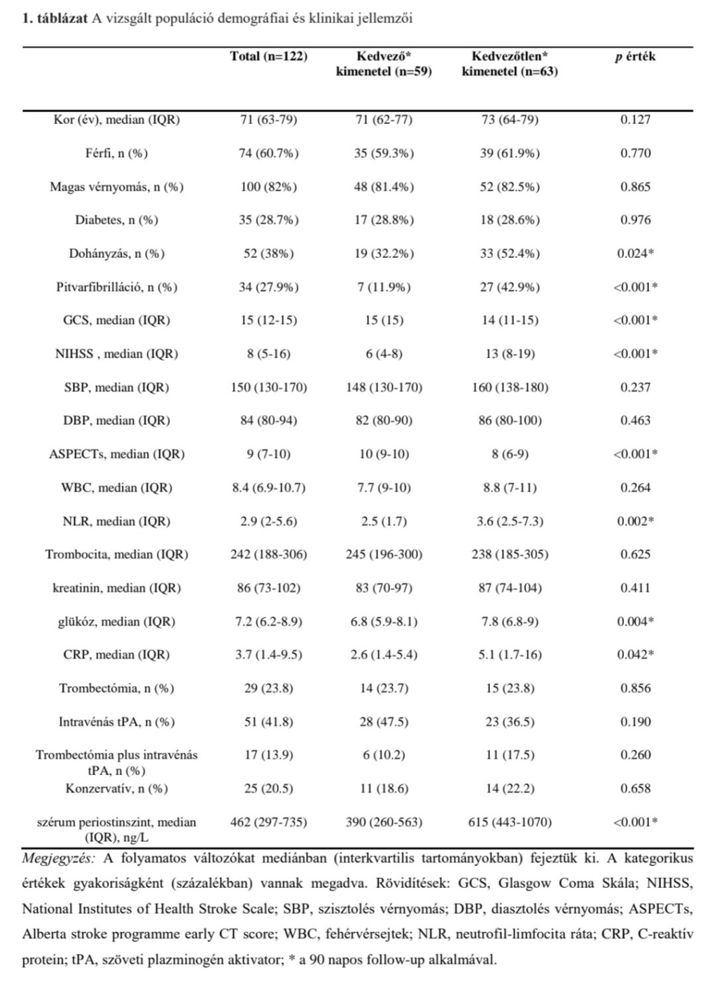 1. táblázat A vizsgált populáció demográfiai és klinikai jellemzői
Total (n=122) Kedvező* kimenetel (n=59) Kedvezőtlen* kimenetel (n=63) p érték
Kor (év), median (IQR) 71 (63-79) 71 (62-77) 73 (64-79) 0.127
Férfi, n (%) 74 (60.7%) 35 (59.3%) 39 (61.9%) 0.770
Magas vérnyomás, n (%) 100 (82%) 48 (81.4%) 52 (82.5%) 0.865
Diabetes, n (%) 35 (28.7%) 17 (28.8%) 18 (28.6%) 0.976
Dohányzás, n (%) 52 (38%) 19 (32.2%) 33 (52.4%) 0.024*
Pitvarfibrilláció, n (%) 34 (27.9%) 7 (11.9%) 27 (42.9%) <0.001*
GCS, median (IQR) 15 (12-15) 15 (15) 14 (11-15) <0.001*
NIHSS , median (IQR) 8 (5-16) 6 (4-8) 13 (8-19) <0.001*
SBP, median (IQR) 150 (130-170) 148 (130-170) 160 (138-180) 0.237
DBP, median (IQR) 84 (80-94) 82 (80-90) 86 (80-100) 0.463
ASPECTs, median (IQR) 9 (7-10) 10 (9-10) 8 (6-9) <0.001*
WBC, median (IQR) 8.4 (6.9-10.7) 7.7 (9-10) 8.8 (7-11) 0.264
NLR, median (IQR) 2.9 (2-5.6) 2.5 (1.7) 3.6 (2.5-7.3) 0.002*
Trombocita, median (IQR) 242 (188-306) 245 (196-300) 238 (185-305) 0.625
kreatinin, median (IQR) 86 (73-102) 83 (70-97) 87 (74-104) 0.411
glükóz, median (IQR) 7.2 (6.2-8.9) 6.8 (5.9-8.1) 7.8 (6.8-9) 0.004*
CRP, median (IQR) 3.7 (1.4-9.5) 2.6 (1.4-5.4) 5.1 (1.7-16) 0.042*
Trombectómia, n (%) 29 (23.8) 14 (23.7) 15 (23.8) 0.856
Intravénás tPA, n (%) 51 (41.8) 28 (47.5) 23 (36.5) 0.190
Trombectómia plus intravénás 17 (13.9) 6 (10.2) 11 (17.5) 0.260
tPA, n (%)
Konzervatív, n (%) 25 (20.5) 11 (18.6) 14 (22.2) 0.658
szérum periostinszint, median 462 (297-735) 390 (260-563) 615 (443-1070) <0.001*
(IQR), ng/L
Megjegyzés: A folyamatos változókat mediánban (interkvartilis tartományokban) fejeztük ki. A kategorikus
értékek gyakoriságként (százalékban) vannak megadva. Rövidítések: GCS, Glasgow Coma Skála; NIHSS,
National Institutes of Health Stroke Scale; SBP, szisztolés vérnyomás; DBP, diasztolés vérnyomás; ASPECTs,
Alberta stroke programme early CT score; WBC, fehérvérsejtek; NLR, neutrofil-limfocita ráta; CRP, C-reaktív
protein; tPA, szöveti plazminogén aktivator; * a 90 napos follow-up alkalmával.